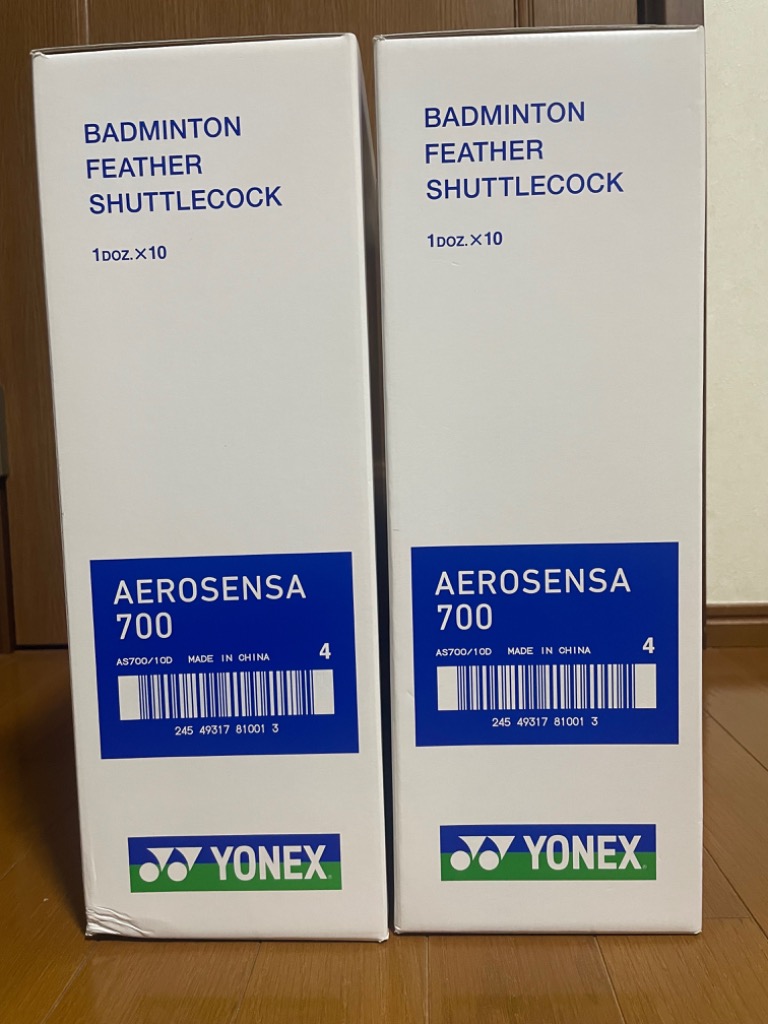 BADMINTON
FEATHER
SHUTTLECOCK
1DOZ.×10
AEROSENSA
700
AS700/10D MADE IN CHINA 4
245 49317 81001 3
YONEX
BADMINTON
FEATHER
SHUTTLECOCK
1DOZ.×10
AEROSENSA
700
AS700/10D MADE IN CHINA 4
245 49317 81001 3
YONEX